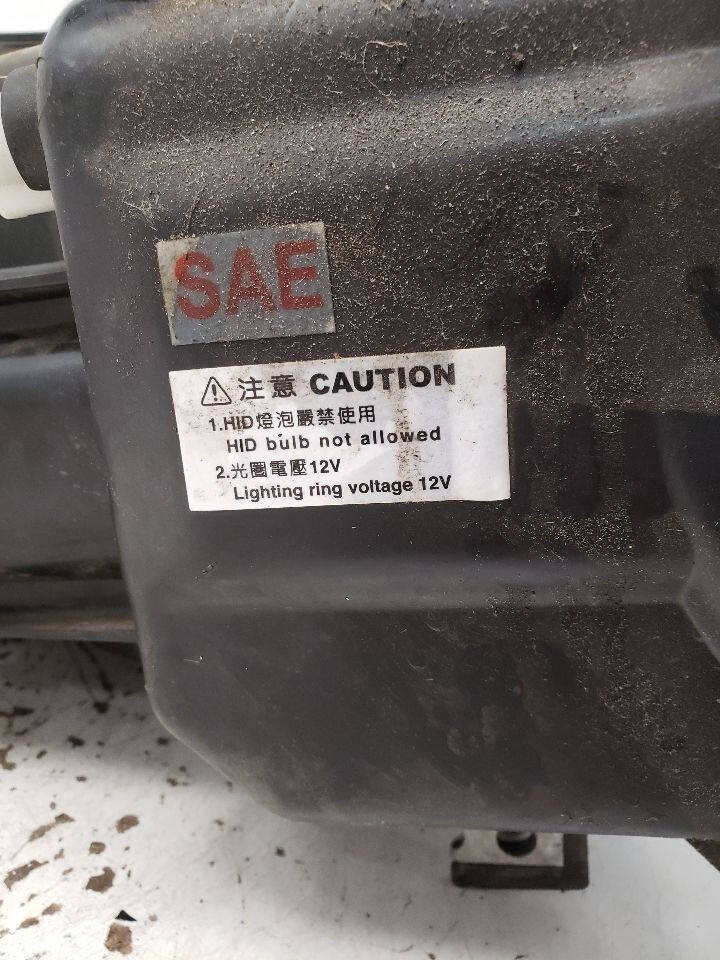 SAE
注意 CAUTION
1.HID燈泡嚴禁使用
HID bulb not allowed
2.光圈電壓12V
Lighting ring voltage 12V